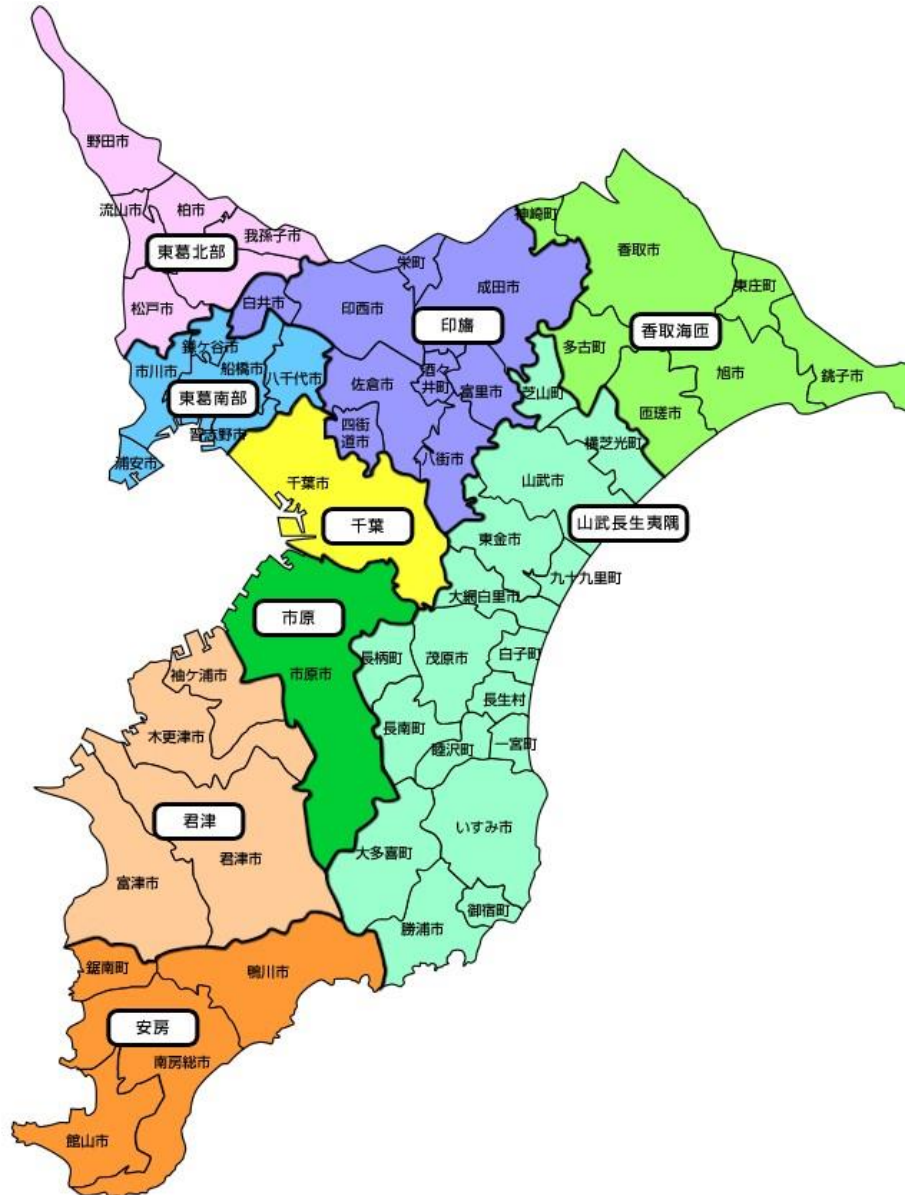 野田市
流山市
柏市
我孫子市
東葛北部
松戸市
神崎町
香取市
東庄町
栄町
成田市
白井市
印西市
印旛
香取海匝
多古町
旭市
銚子市
匝瑳市
鎌ケ谷市
市川市
船橋市
八千代市
東葛南部
習志野市
浦安市
佐倉市
酒々
井町
富里市
四街
道市
八街市
芝山町
横芝光町
山武市
山武長生夷隅
千葉市
千葉
東金市
九十九里町
大網白里市
市原
市原市
長柄町
茂原市
白子町
長生村
長南町
睦沢町
一宮町
袖ケ浦市
木更津市
君津
君津市
富津市
いすみ市
大多喜町
御宿町
勝浦市
鋸南町
鴨川市
安房
南房総市
館山市